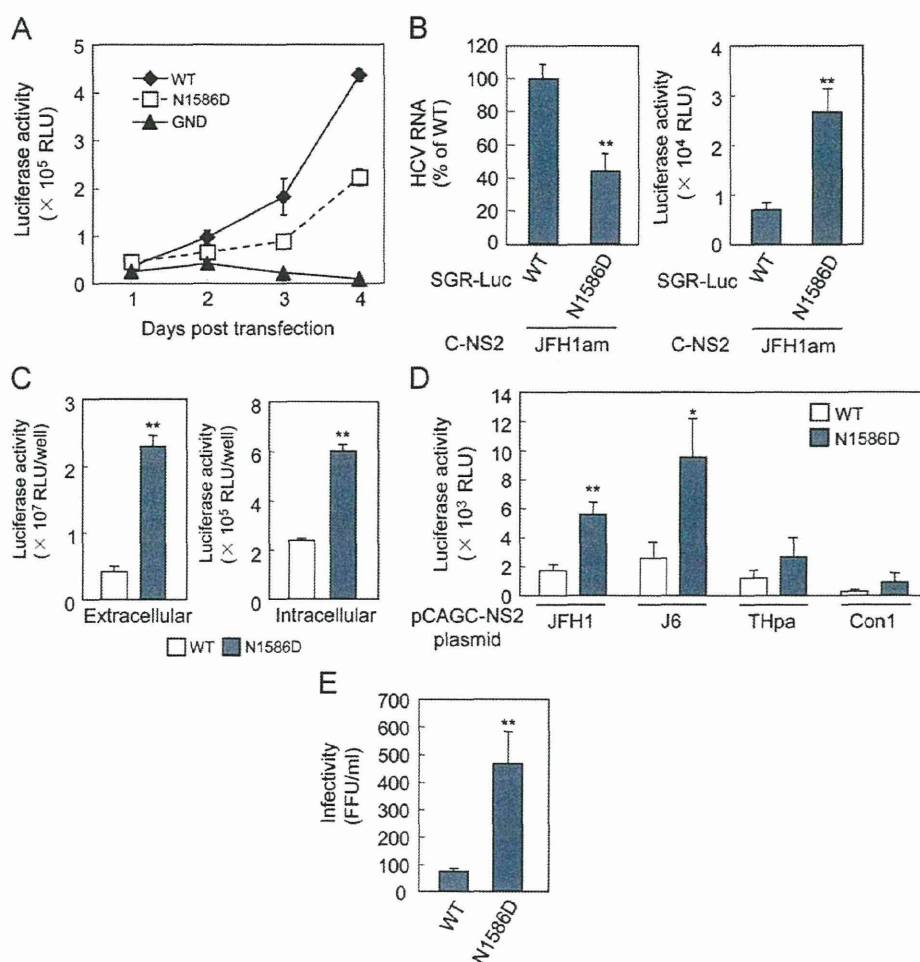 A
Luciferase activity
(× 10⁵ RLU)
5
4
3
2
1
0
WT
N1586D
GND
1 2 3 4
Days post transfection
B
HCV RNA
(% of WT)
120
100
80
60
40
20
0
**
SGR-Luc
WT
N1586D
C-NS2
JFH1am
Luciferase activity
(× 10⁴ RLU)
4
3
2
1
0
**
SGR-Luc
WT
N1586D
C-NS2
JFH1am
C
Luciferase activity
(× 10⁷ RLU/well)
3
2
1
0
**
Extracellular
Luciferase activity
(× 10⁵ RLU/well)
8
6
4
2
0
**
Intracellular
WT N1586D
D
Luciferase activity
(× 10³ RLU)
14
12
10
8
6
4
2
0
WT
N1586D
**
*
pCAGC-NS2
plasmid
JFH1 J6 THpa Con1
E
Infectivity
(FFU/ml)
700
600
500
400
300
200
100
0
**
WT
N1586D